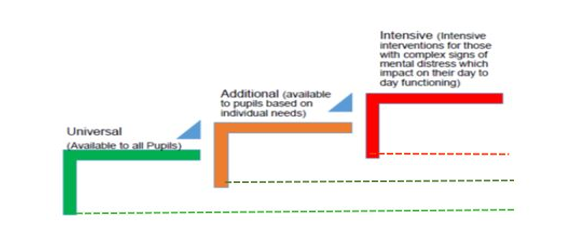 Intensive (Intensive
interventions for those
with complex signs of
mental distress which
impact on their day to
day functioning)
Additional (available
to pupils based on
individual needs)
Universal
(Available to all Pupils)